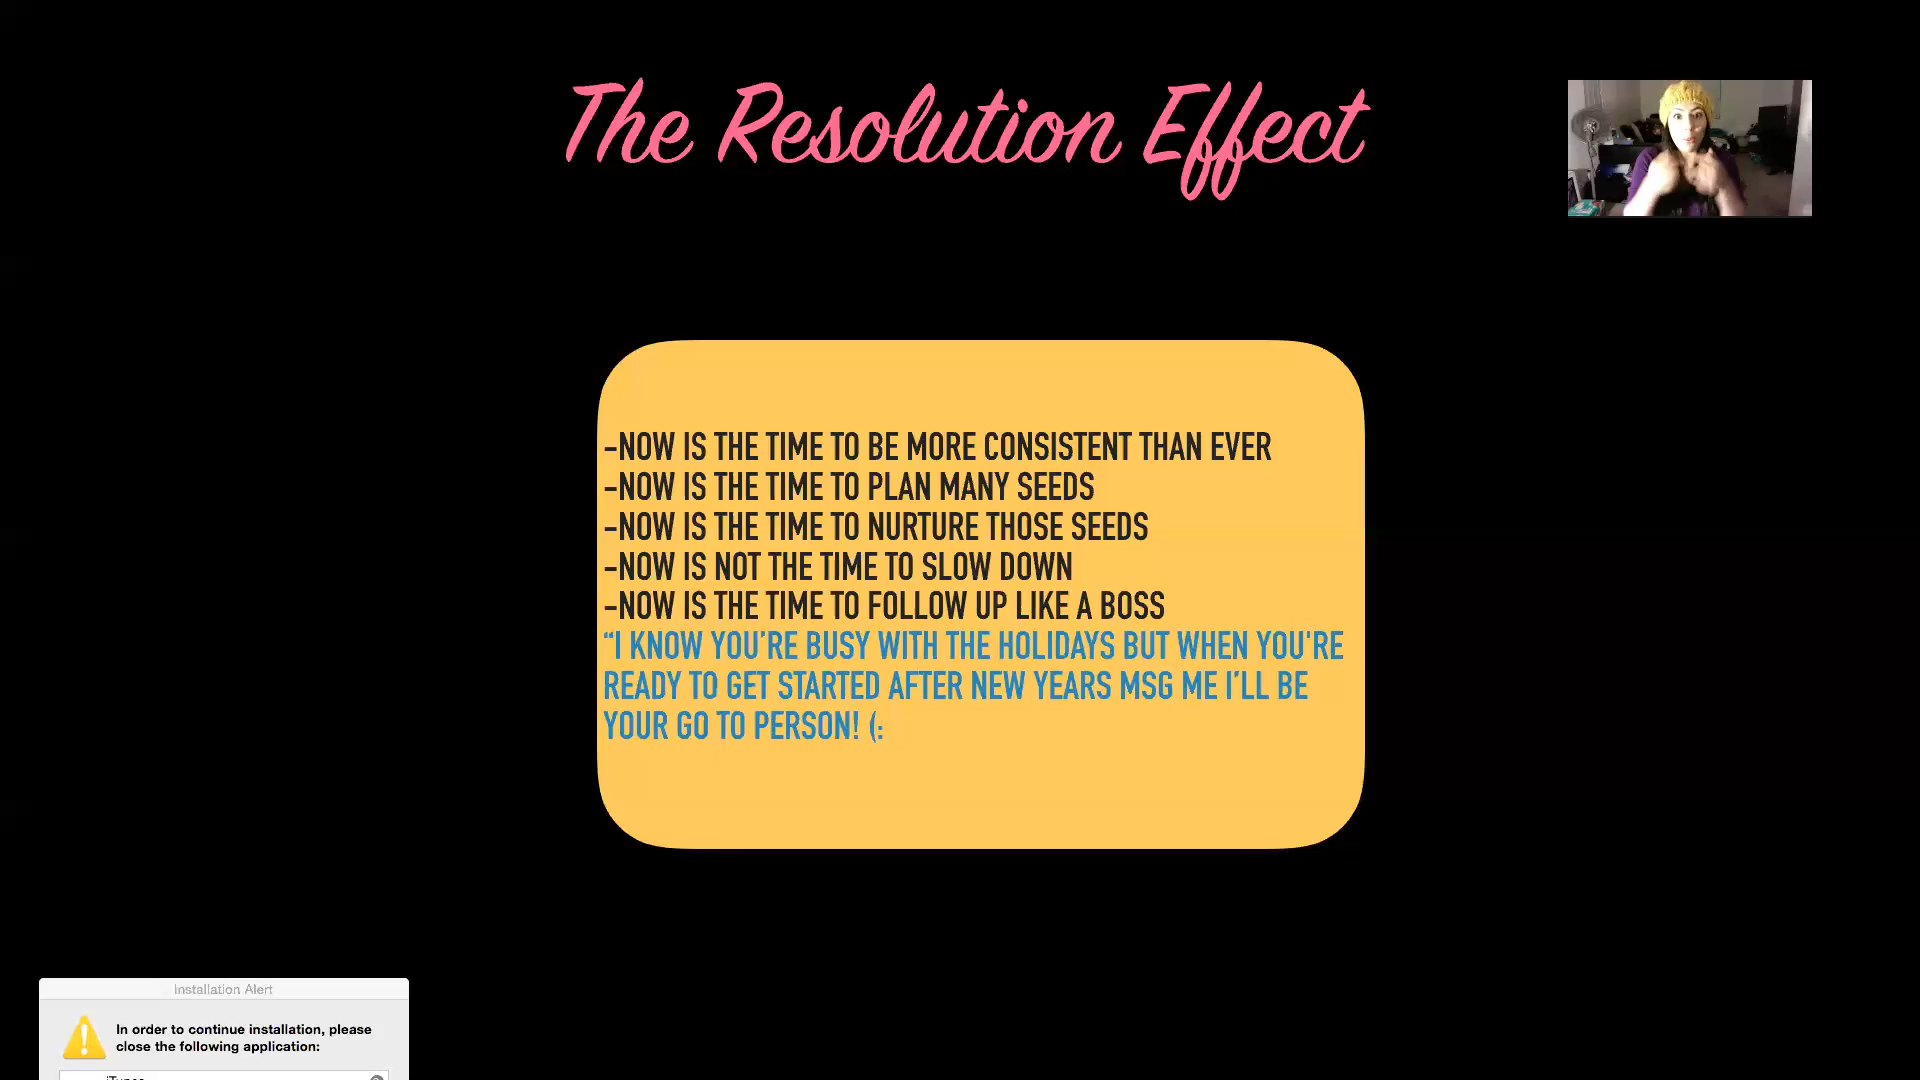 The Resolution Effect
-NOW IS THE TIME TO BE MORE CONSISTENT THAN EVER
-NOW IS THE TIME TO PLAN MANY SEEDS
-NOW IS THE TIME TO NURTURE THOSE SEEDS
-NOW IS NOT THE TIME TO SLOW DOWN
-NOW IS THE TIME TO FOLLOW UP LIKE A BOSS
“I KNOW YOU’RE BUSY WITH THE HOLIDAYS BUT WHEN YOU'RE
READY TO GET STARTED AFTER NEW YEARS MSG ME I’LL BE
YOUR GO TO PERSON! (:
Installation Alert
In order to continue installation, please
close the following application:
iTunes